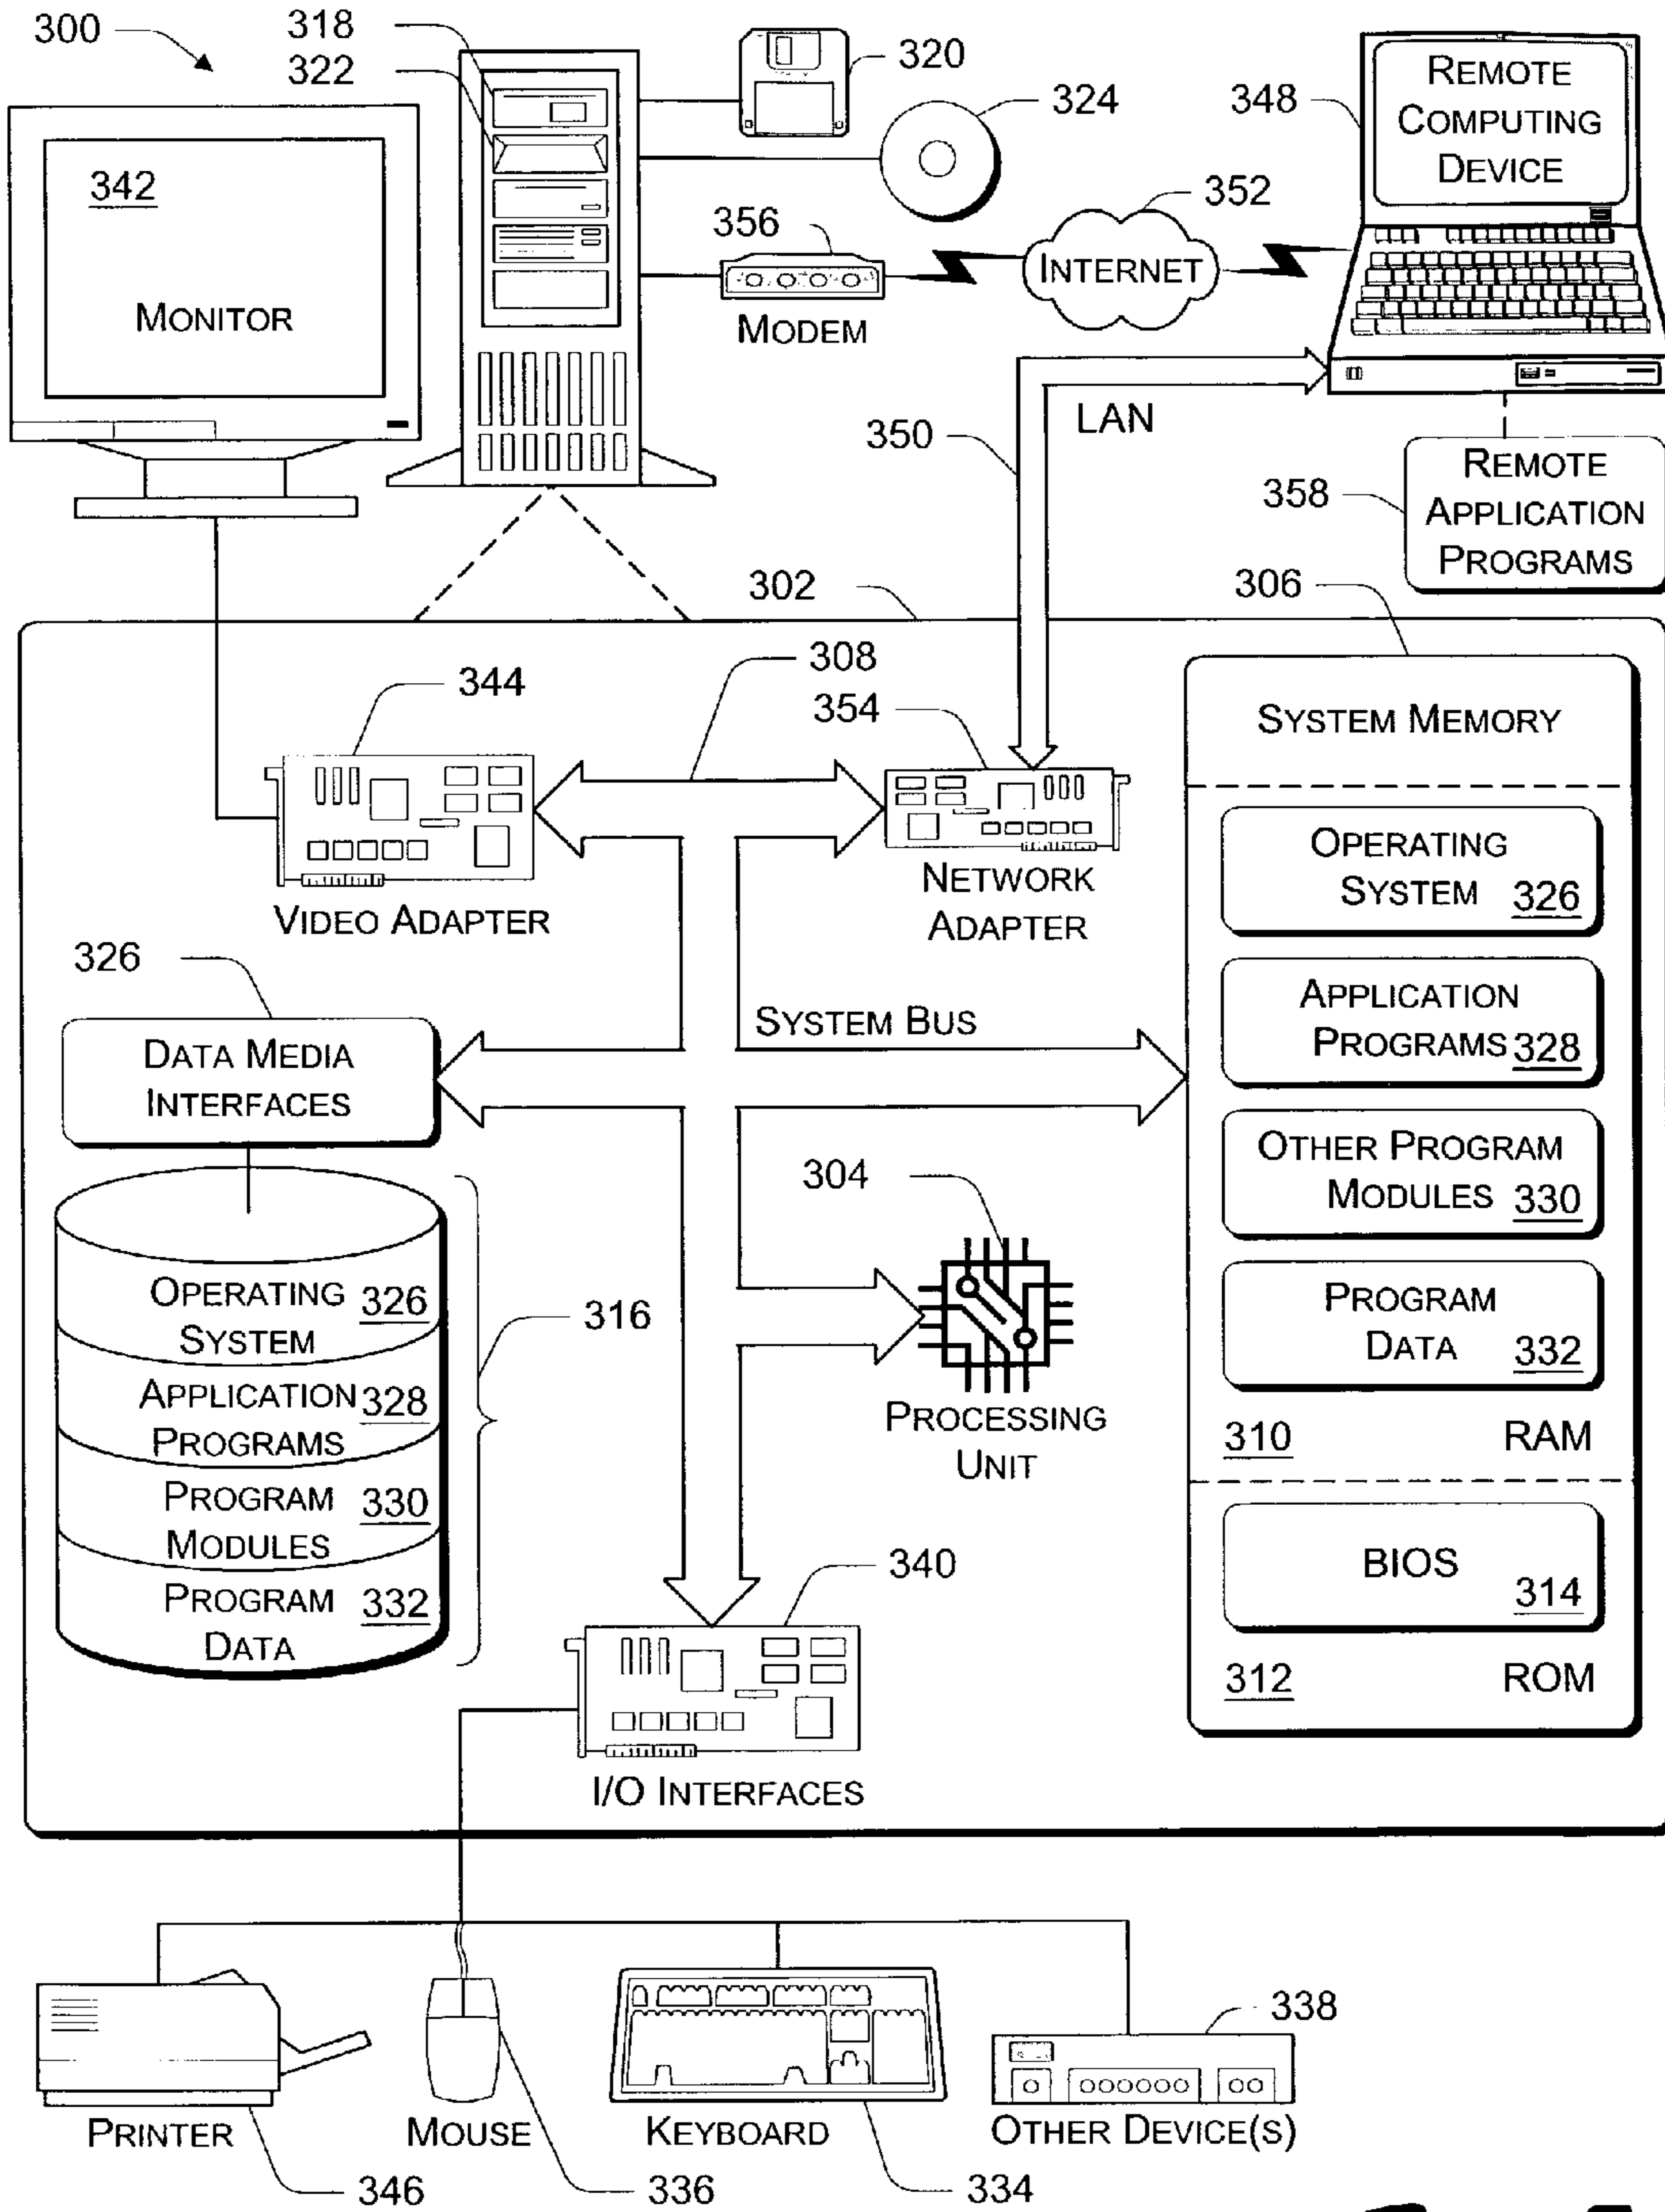 300
318
322
320
324
348
REMOTE
COMPUTING
DEVICE
342
MONITOR
356
MODEM
352
INTERNET
350
LAN
REMOTE
APPLICATION
PROGRAMS
358
302
306
308
344
354
VIDEO ADAPTER
NETWORK
ADAPTER
SYSTEM MEMORY
OPERATING
SYSTEM 326
APPLICATION
PROGRAMS 328
OTHER PROGRAM
MODULES 330
PROGRAM
DATA 332
310 RAM
BIOS
314
312 ROM
326
DATA MEDIA
INTERFACES
SYSTEM BUS
304
PROCESSING
UNIT
OPERATING 326
SYSTEM
APPLICATION 328
PROGRAMS
PROGRAM 330
MODULES
PROGRAM 332
DATA
316
340
I/O INTERFACES
338
PRINTER
MOUSE
KEYBOARD
OTHER DEVICE(S)
346
336
334